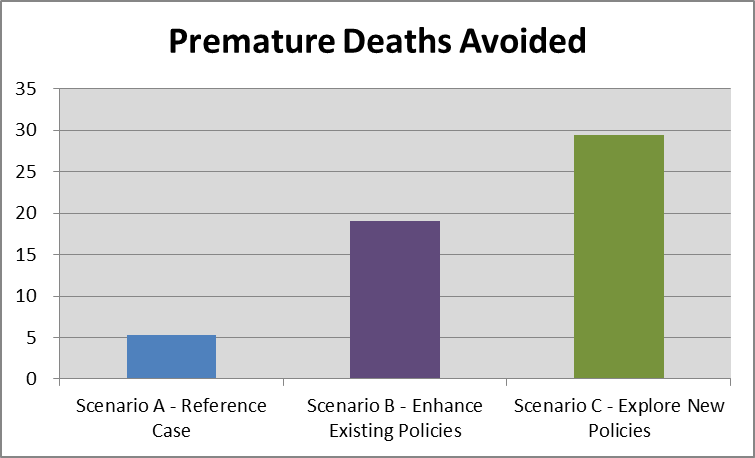 Premature Deaths Avoided
35
30
25
20
15
10
5
0
Scenario A - Reference
Case
Scenario B - Enhance
Existing Policies
Scenario C - Explore New
Policies